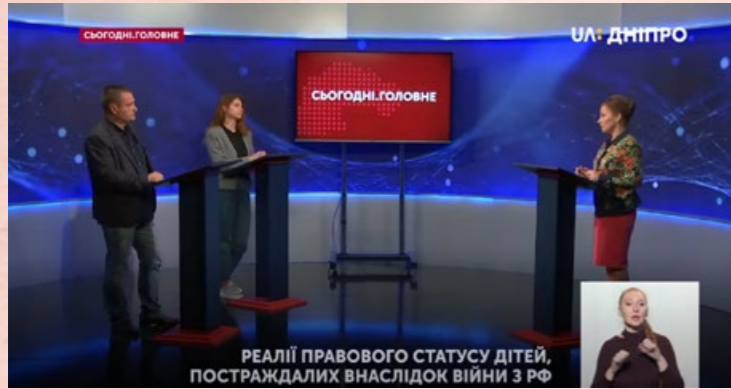 СЬОГОДНІ.ГОЛОВНЕ
UA: ДНІПРО
СЬОГОДНІ.ГОЛОВНЕ
РЕАЛІЇ ПРАВОВОГО СТАТУСУ ДІТЕЙ,
ПОСТРАЖДАЛИХ ВНАСЛІДОК ВІЙНИ З РФ